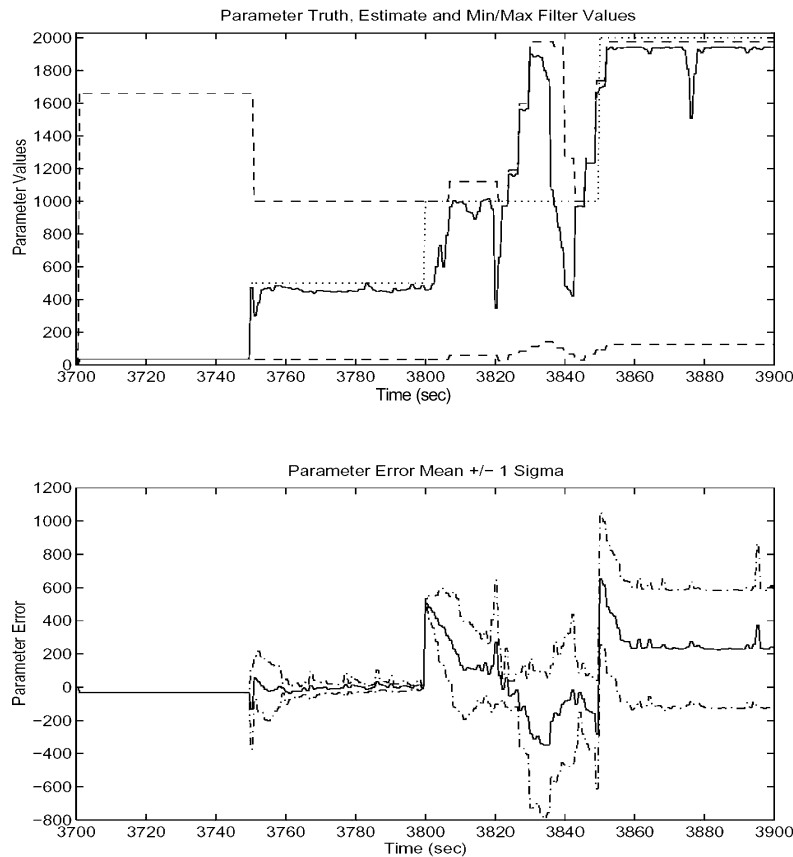 Parameter Truth, Estimate and Min/Max Filter Values
2000
1800
1600
1400
1200
1000
800
600
400
200
0
Parameter Values
3700 3720 3740 3760 3780 3800 3820 3840 3860 3880 3900
Time (sec)
Parameter Error Mean +/− 1 Sigma
1200
1000
800
600
400
200
0
−200
−400
−600
−800
Parameter Error
3700 3720 3740 3760 3780 3800 3820 3840 3860 3880 3900
Time (sec)